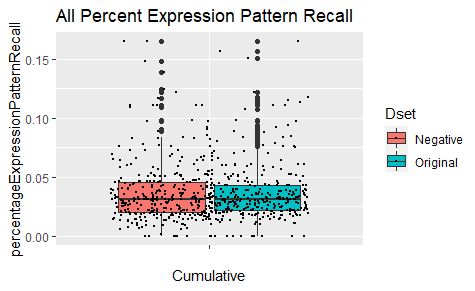 All Percent Expression Pattern Recall
percentageExpressionPatternRecall
0.15
0.10
0.05
0.00
Cumulative
Dset
Negative
Original